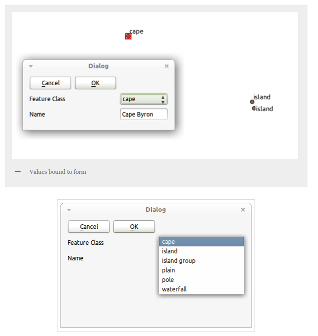 cape
Dialog
Cancel OK
Feature Class cape
Name Cape Byron
island
island
Values bound to form
Dialog
Cancel OK
Feature Class cape
island
Name island group
plain
pole
waterfall